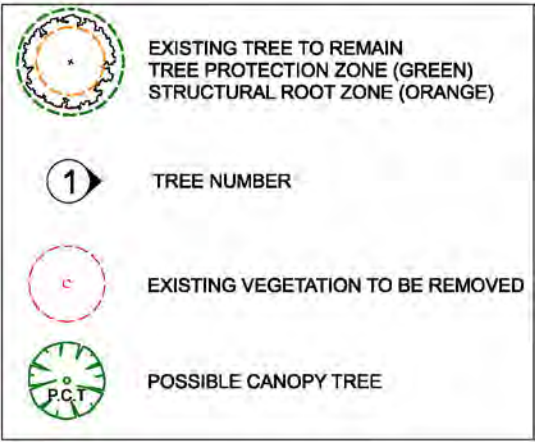 EXISTING TREE TO REMAIN
TREE PROTECTION ZONE (GREEN)
STRUCTURAL ROOT ZONE (ORANGE)
1
TREE NUMBER
EXISTING VEGETATION TO BE REMOVED
P.C.T
POSSIBLE CANOPY TREE